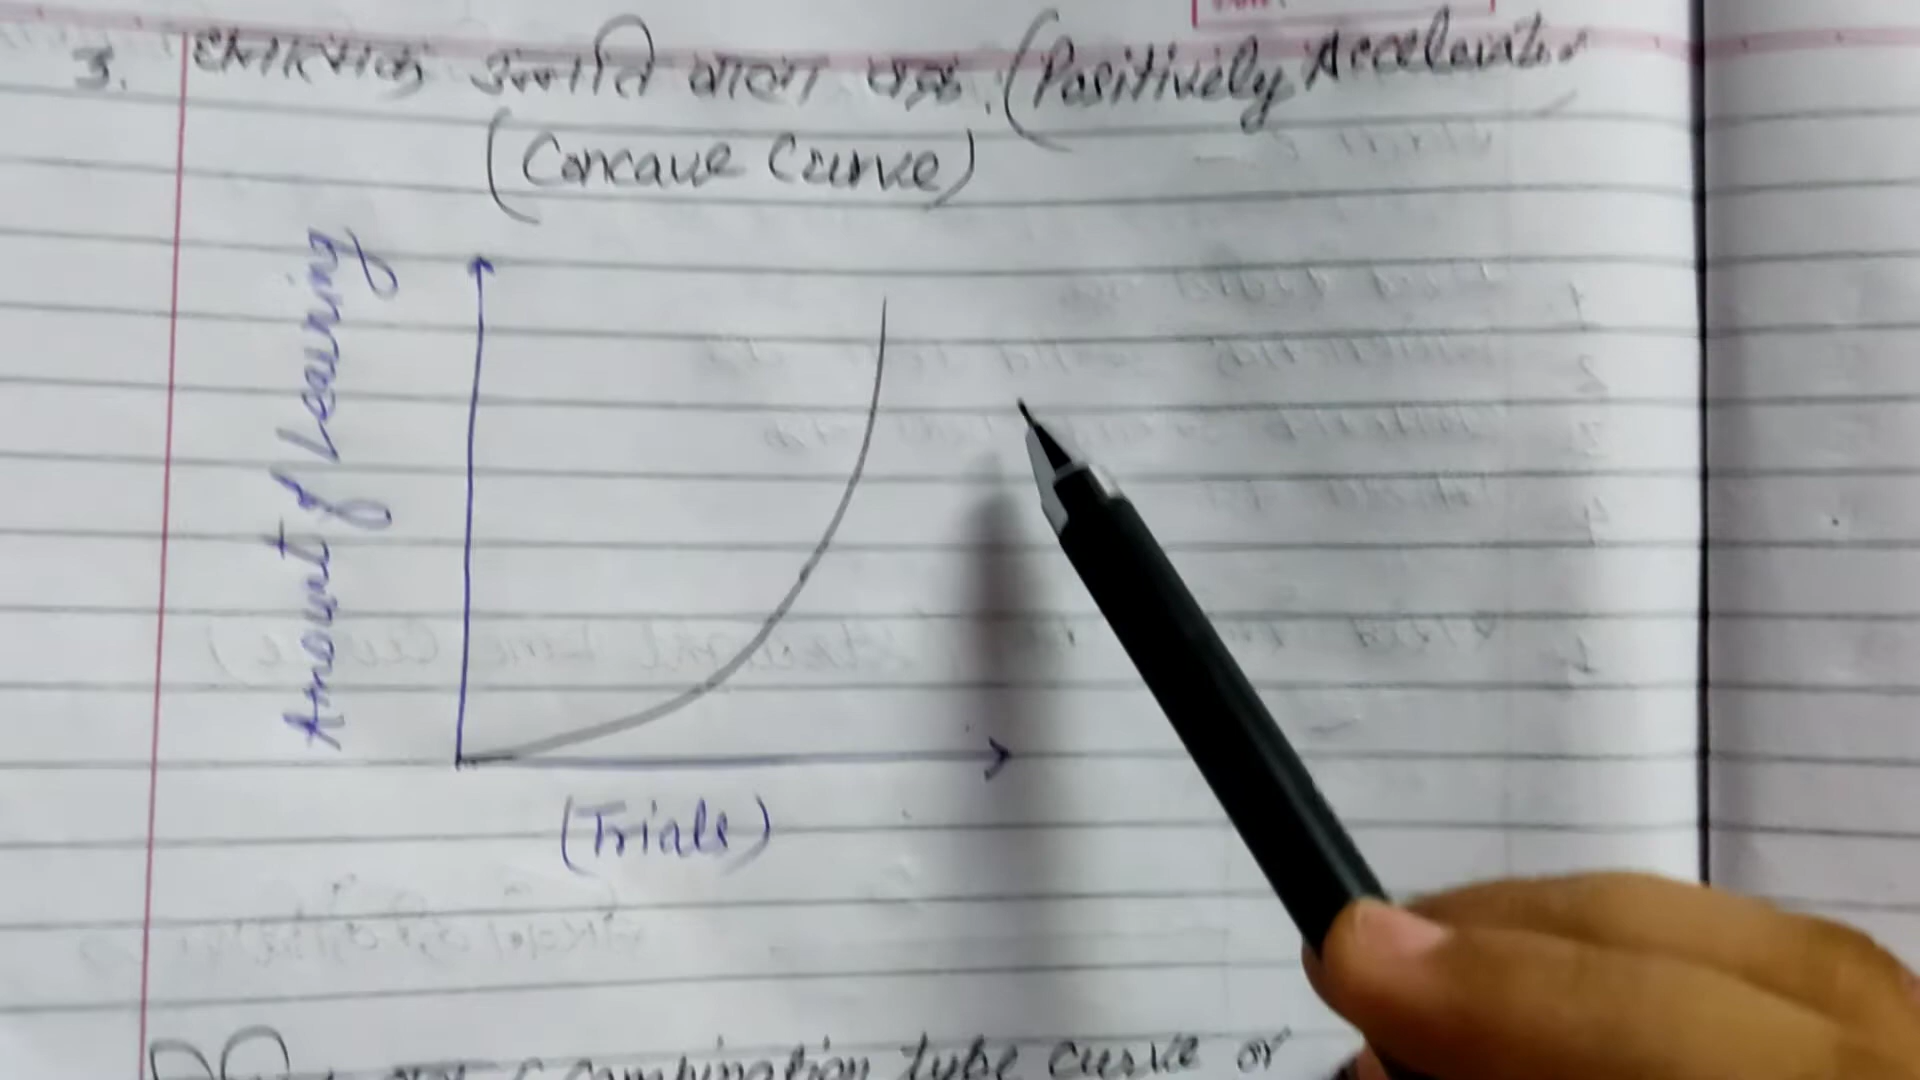 3. धनात्मक उन्नति वाला वक्र. (Positively Accelerated
(Concave Curve)
Amount of Learning
(Trials)
Combination type curve or